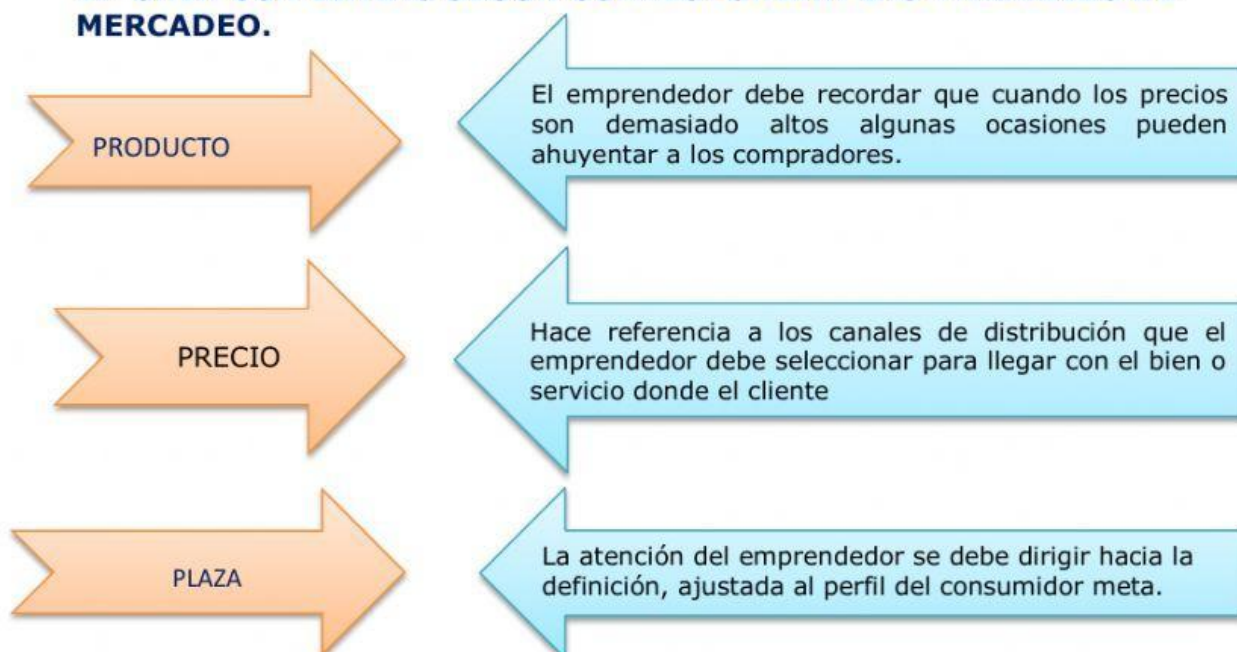 MERCADEO.
PRODUCTO
El emprendedor debe recordar que cuando los precios
son demasiado altos algunas ocasiones pueden
ahuyentar a los compradores.
PRECIO
Hace referencia a los canales de distribución que el
emprendedor debe seleccionar para llegar con el bien o
servicio donde el cliente
PLAZA
La atención del emprendedor se debe dirigir hacia la
definición, ajustada al perfil del consumidor meta.